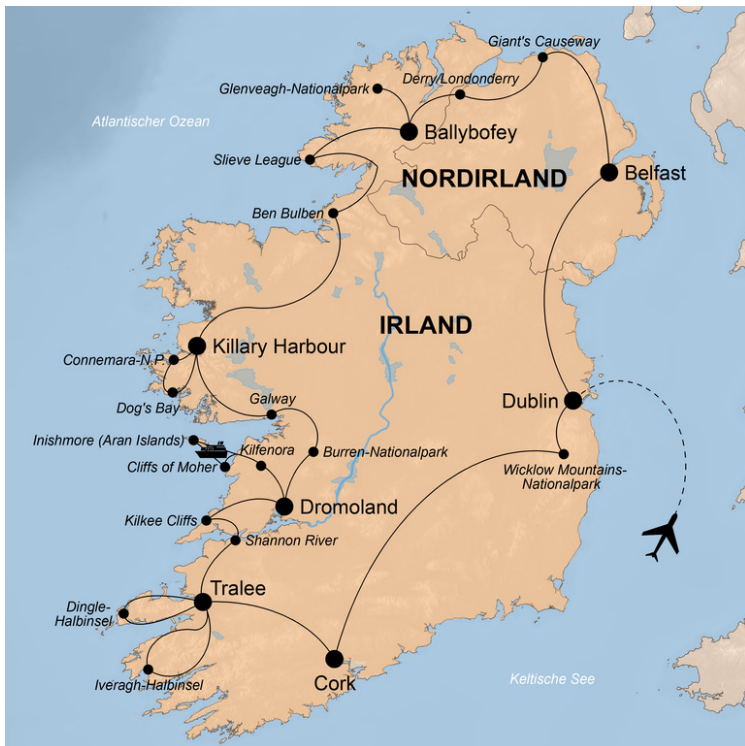 Giant's Causeway
Derry/Londonderry
Glenveagh-Nationalpark
Atlantischer Ozean
Ballybofey
Slieve League
NORDIRLAND
Belfast
Ben Bulben
IRLAND
Killary Harbour
Connemara-N.P.
Dog's Bay
Galway
Dublin
Inishmore (Aran Islands)
Kilfenora
Burren-Nationalpark
Cliffs of Moher
Wicklow Mountains-
Nationalpark
Dromoland
Kilkee Cliffs
Shannon River
Tralee
Dingle-
Halbinsel
Iveragh-Halbinsel
Cork
Keltische See